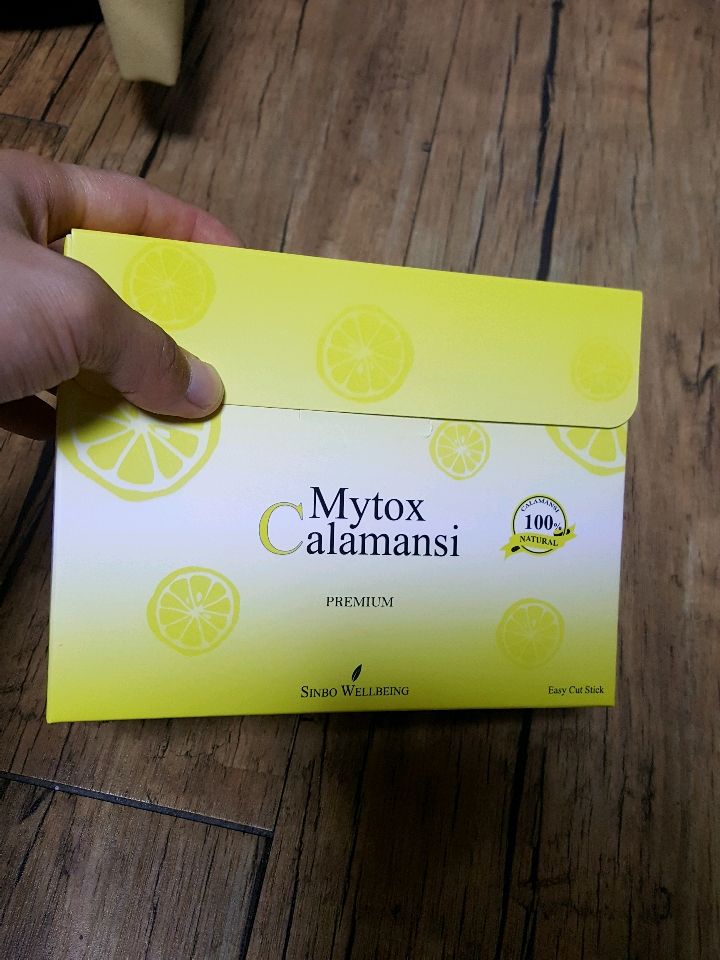 Mytox
Calamansi
CALAMANSI
100%
NATURAL
PREMIUM
SINBO WELLBEING
Easy Cut Stick